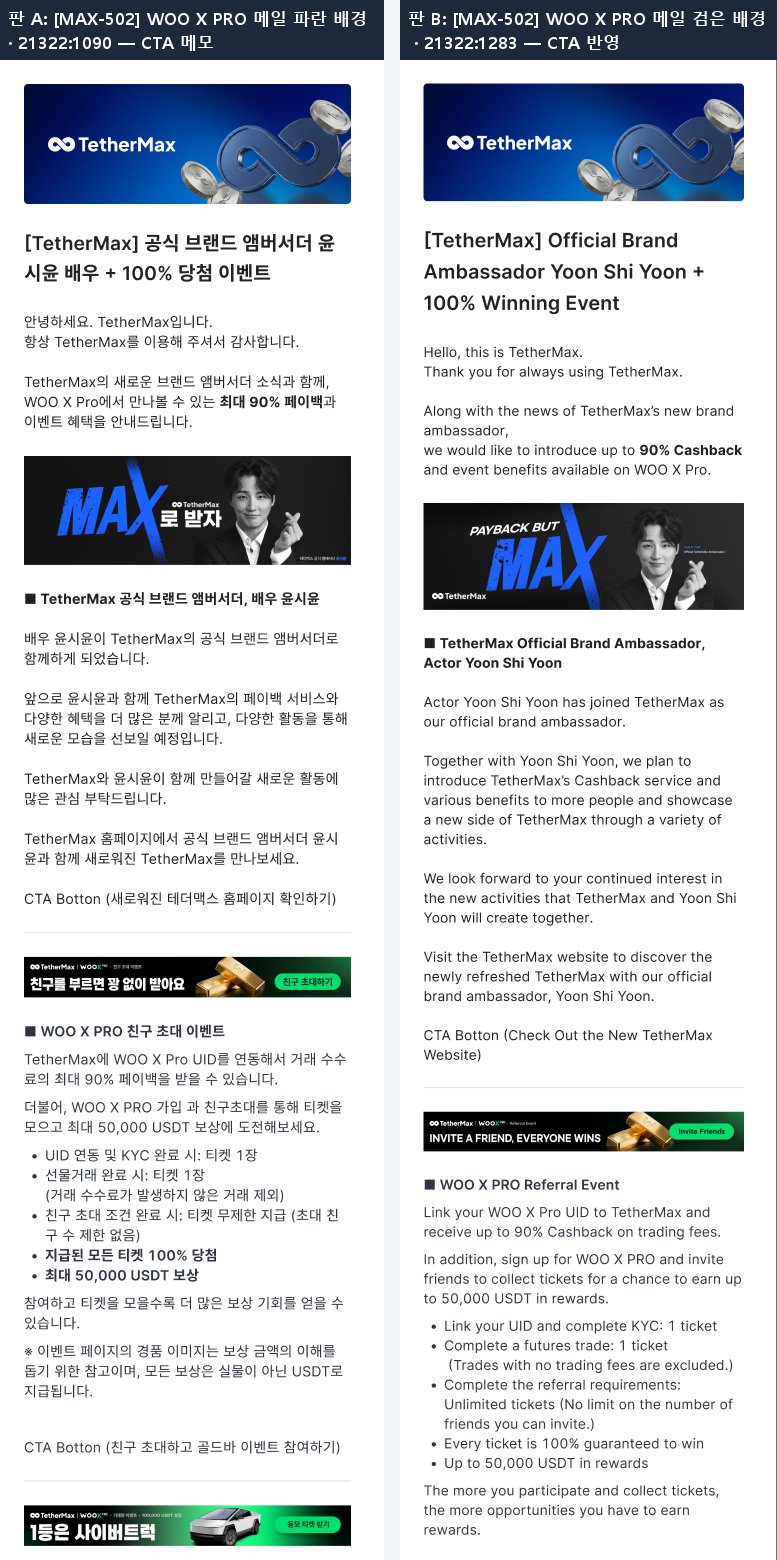 판 A: [MAX-502] WOO X PRO 메일 파란 배경
· 21322:1090 — CTA 메모
TetherMax
[TetherMax] 공식 브랜드 앰버서더 윤
시윤 배우 + 100% 당첨 이벤트
안녕하세요. TetherMax입니다.
항상 TetherMax를 이용해 주셔서 감사합니다.
TetherMax의 새로운 브랜드 앰버서더 소식과 함께,
WOO X Pro에서 만나볼 수 있는 최대 90% 페이백과
이벤트 혜택을 안내드립니다.
MAX로 받자
TetherMax
테더맥스 공식 앰버서더 윤시윤
■ TetherMax 공식 브랜드 앰버서더, 배우 윤시윤
배우 윤시윤이 TetherMax의 공식 브랜드 앰버서더로
함께하게 되었습니다.
앞으로 윤시윤과 함께 TetherMax의 페이백 서비스와
다양한 혜택을 더 많은 분께 알리고, 다양한 활동을 통해
새로운 모습을 선보일 예정입니다.
TetherMax와 윤시윤이 함께 만들어갈 새로운 활동에
많은 관심 부탁드립니다.
TetherMax 홈페이지에서 공식 브랜드 앰버서더 윤시
윤과 함께 새로워진 TetherMax를 만나보세요.
CTA Botton (새로워진 테더맥스 홈페이지 확인하기)
TetherMax | WOO X PRO · 친구 초대 이벤트
친구를 부르면 꽝 없이 받아요
친구 초대하기
■ WOO X PRO 친구 초대 이벤트
TetherMax에 WOO X Pro UID를 연동해서 거래 수수
료의 최대 90% 페이백을 받을 수 있습니다.
더불어, WOO X PRO 가입 과 친구초대를 통해 티켓을
모으고 최대 50,000 USDT 보상에 도전해보세요.
• UID 연동 및 KYC 완료 시: 티켓 1장
• 선물거래 완료 시: 티켓 1장
(거래 수수료가 발생하지 않은 거래 제외)
• 친구 초대 조건 완료 시: 티켓 무제한 지급 (초대 친
구 수 제한 없음)
• 지급된 모든 티켓 100% 당첨
• 최대 50,000 USDT 보상
참여하고 티켓을 모을수록 더 많은 보상 기회를 얻을 수
있습니다.
※ 이벤트 페이지의 경품 이미지는 보상 금액의 이해를
돕기 위한 참고이며, 모든 보상은 실물이 아닌 USDT로
지급됩니다.
CTA Botton (친구 초대하고 골드바 이벤트 참여하기)
TetherMax | WOO X PRO · 거래왕 이벤트 · 100,000 USDT 상당
1등은 사이버트럭
응모 티켓 받기
판 B: [MAX-502] WOO X PRO 메일 검은 배경
· 21322:1283 — CTA 반영
TetherMax
[TetherMax] Official Brand
Ambassador Yoon Shi Yoon +
100% Winning Event
Hello, this is TetherMax.
Thank you for always using TetherMax.
Along with the news of TetherMax’s new brand
ambassador,
we would like to introduce up to 90% Cashback
and event benefits available on WOO X Pro.
PAYBACK BUT
MAX
TetherMax
Official TetherMax Ambassador
■ TetherMax Official Brand Ambassador,
Actor Yoon Shi Yoon
Actor Yoon Shi Yoon has joined TetherMax as
our official brand ambassador.
Together with Yoon Shi Yoon, we plan to
introduce TetherMax’s Cashback service and
various benefits to more people and showcase
a new side of TetherMax through a variety of
activities.
We look forward to your continued interest in
the new activities that TetherMax and Yoon Shi
Yoon will create together.
Visit the TetherMax website to discover the
newly refreshed TetherMax with our official
brand ambassador, Yoon Shi Yoon.
CTA Botton (Check Out the New TetherMax
Website)
TetherMax | WOO X PRO · Referral Event
INVITE A FRIEND, EVERYONE WINS
Invite Friends
■ WOO X PRO Referral Event
Link your WOO X Pro UID to TetherMax and
receive up to 90% Cashback on trading fees.
In addition, sign up for WOO X PRO and invite
friends to collect tickets for a chance to earn up
to 50,000 USDT in rewards.
• Link your UID and complete KYC: 1 ticket
• Complete a futures trade: 1 ticket
(Trades with no trading fees are excluded.)
• Complete the referral requirements:
Unlimited tickets (No limit on the number of
friends you can invite.)
• Every ticket is 100% guaranteed to win
• Up to 50,000 USDT in rewards
The more you participate and collect tickets,
the more opportunities you have to earn
rewards.